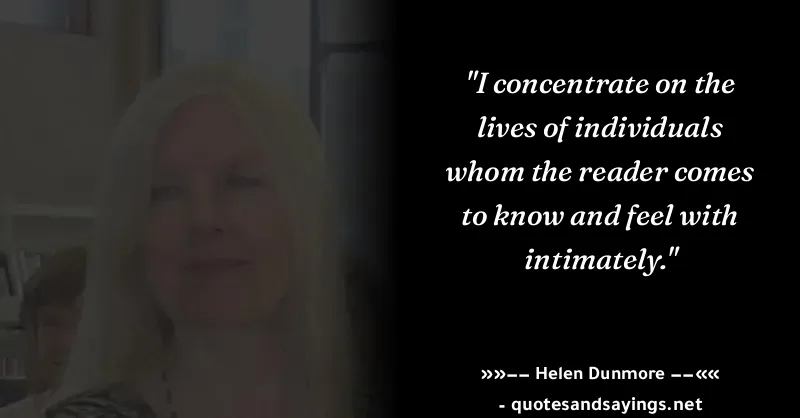 "I concentrate on the
lives of individuals
whom the reader comes
to know and feel with
intimately."
»»−− Helen Dunmore −−««
- quotesandsayings.net